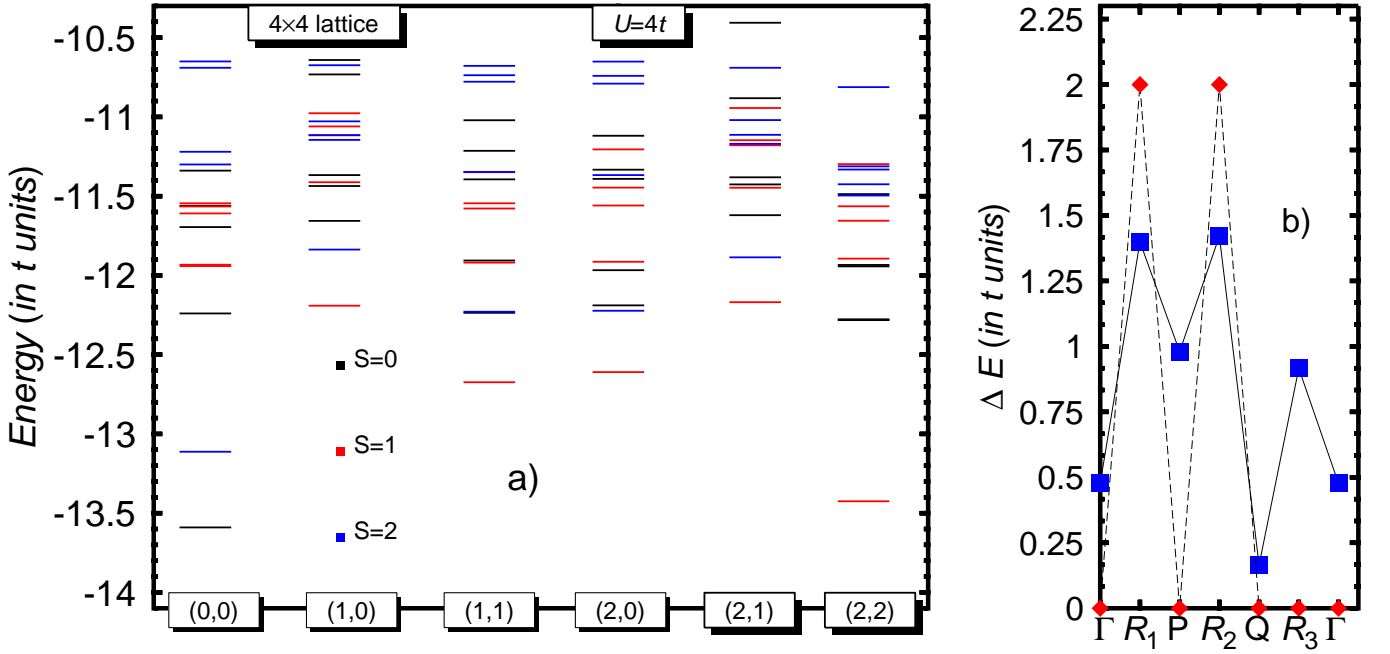 4×4 lattice
U=4t
Energy (in t units)
-10.5
-11
-11.5
-12
-12.5
-13
-13.5
-14
S=0
S=1
S=2
a)
(0,0)
(1,0)
(1,1)
(2,0)
(2,1)
(2,2)
Δ E (in t units)
2.25
2
1.75
1.5
1.25
1
0.75
0.5
0.25
0
b)
Γ R1 P R2 Q R3 Γ